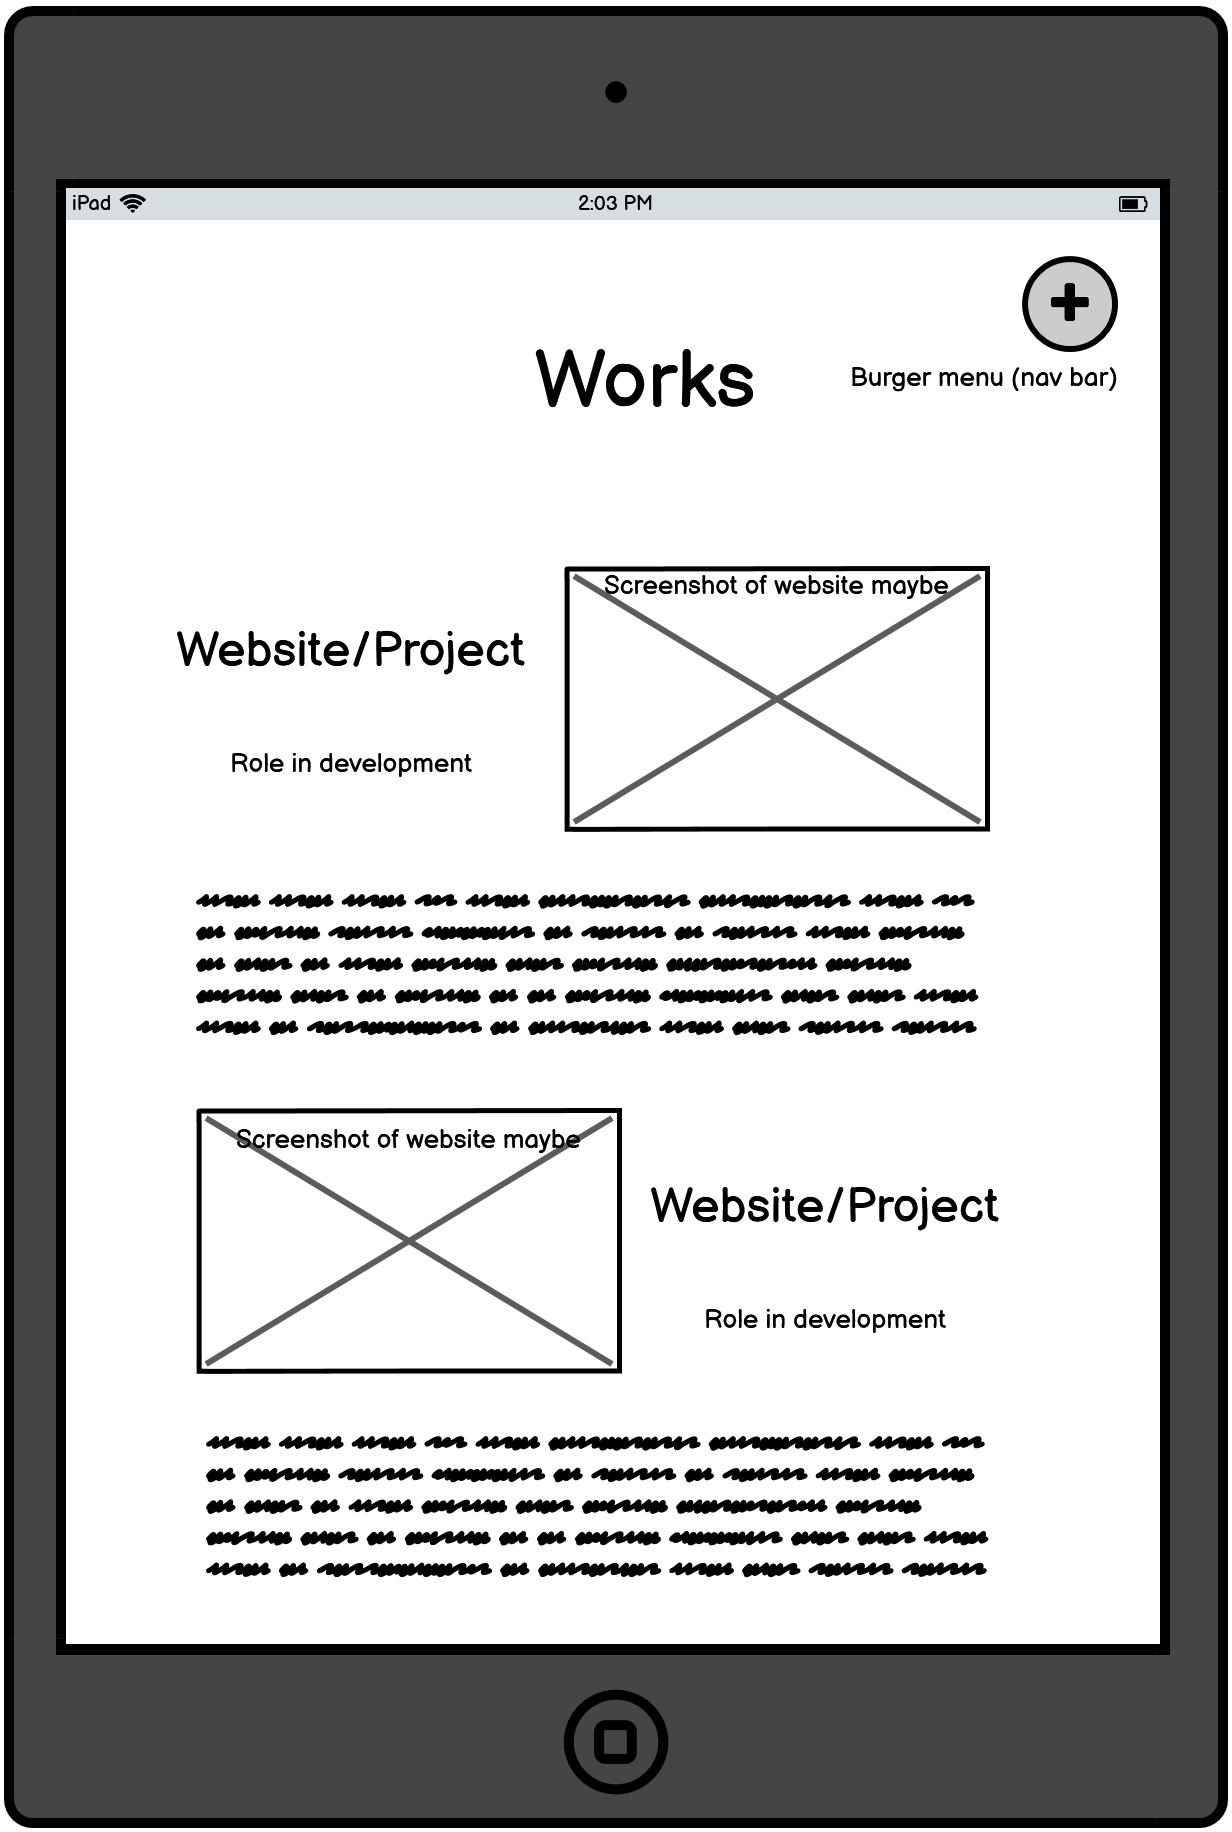 iPad 2:03 PM
Works
Burger menu (nav bar)
Screenshot of website maybe
Website/Project
Role in development
Screenshot of website maybe
Website/Project
Role in development